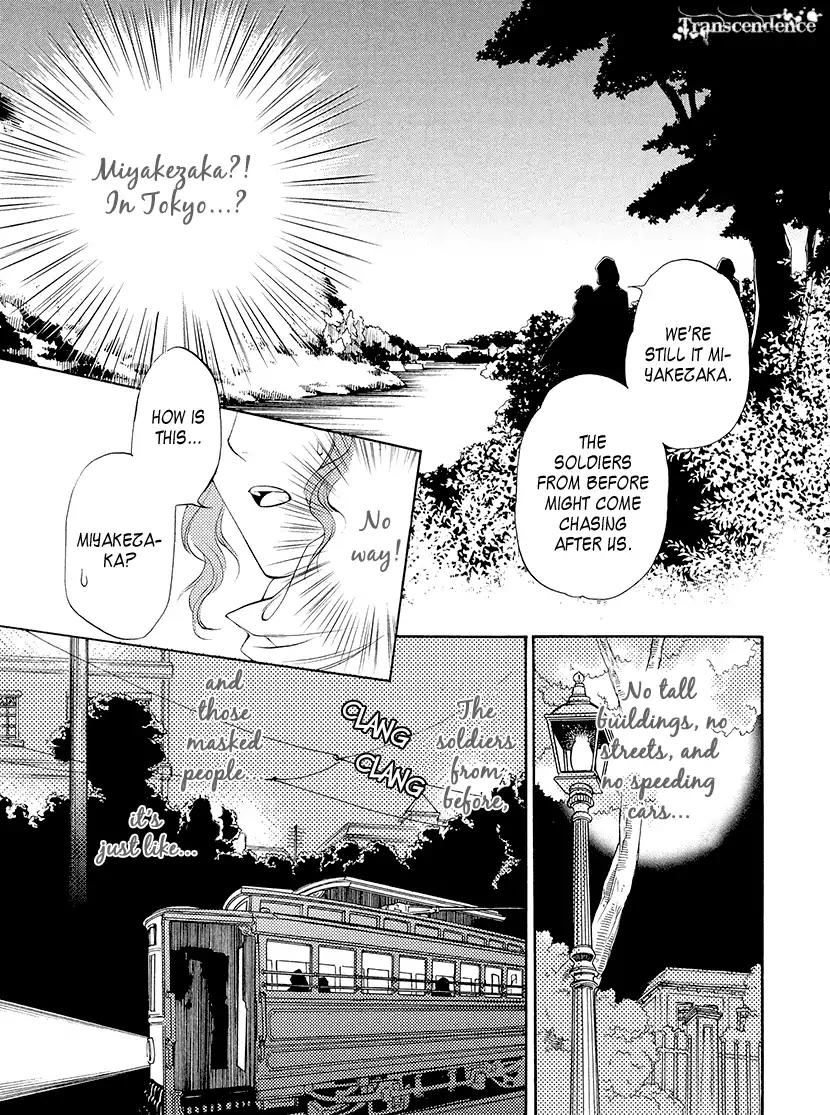 Transcendence
WE'RE
STILL IT MI-
YAKEZAKA.
THE
SOLDIERS
FROM BEFORE
MIGHT COME
CHASING
AFTER US.
Miyakezaka?!
In Tokyo...?
No
way!
HOW IS
THIS...
MIYAKEZA-
KA?
No tall
buildings, no
streets, and
no speeding
cars...
The
soldiers
from
before,
CLANG
CLANG
and
those
masked
people
...
it's
just like...